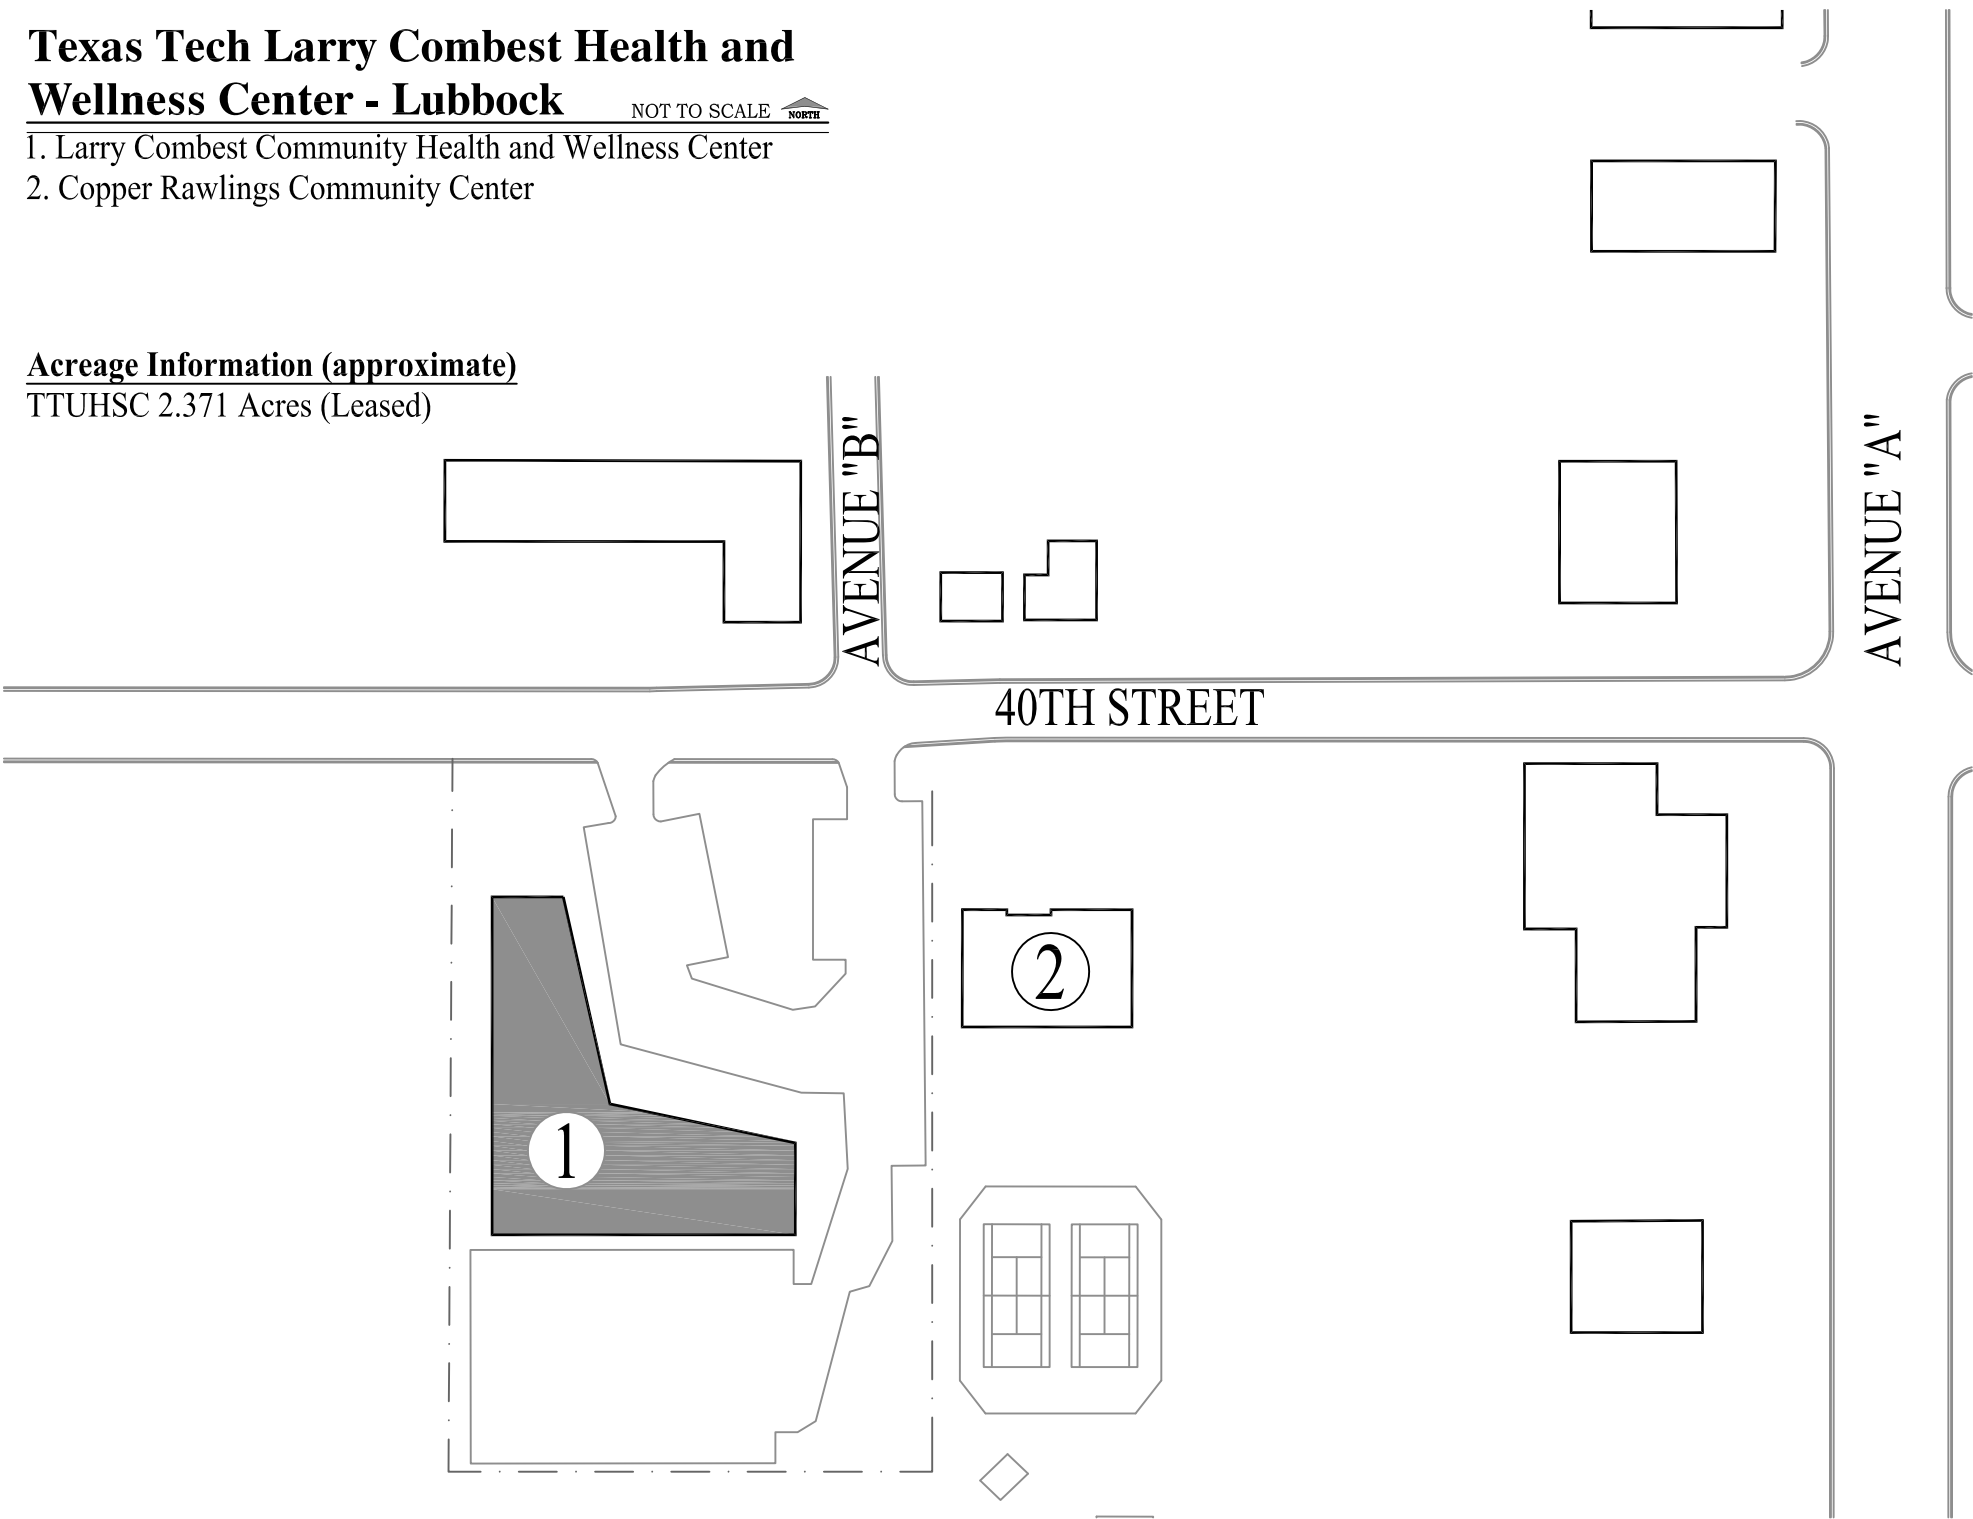 Texas Tech Larry Combest Health and
Wellness Center - Lubbock
NOT TO SCALE
NORTH
1. Larry Combest Community Health and Wellness Center
2. Copper Rawlings Community Center
Acreage Information (approximate)
TTUHSC 2.371 Acres (Leased)
AVENUE "B"
AVENUE "A"
40TH STREET
2
1